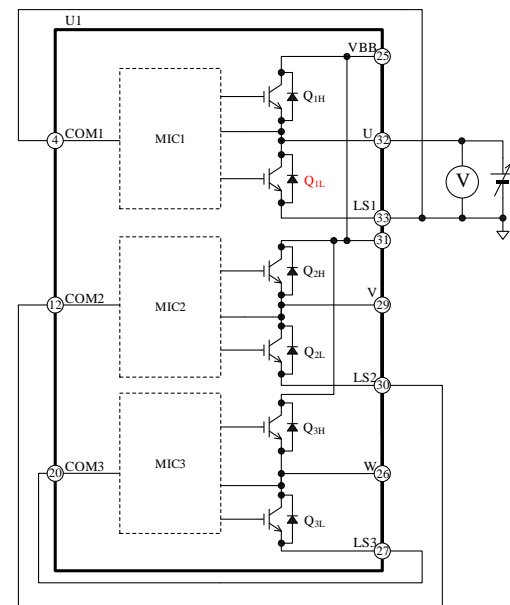 U1
VBB
25
Q1H
4
COM1
MIC1
U
32
V
Q1L
LS1
33
31
Q2H
12
COM2
MIC2
V
29
Q2L
LS2
30
Q3H
20
COM3
MIC3
W
26
Q3L
LS3
27